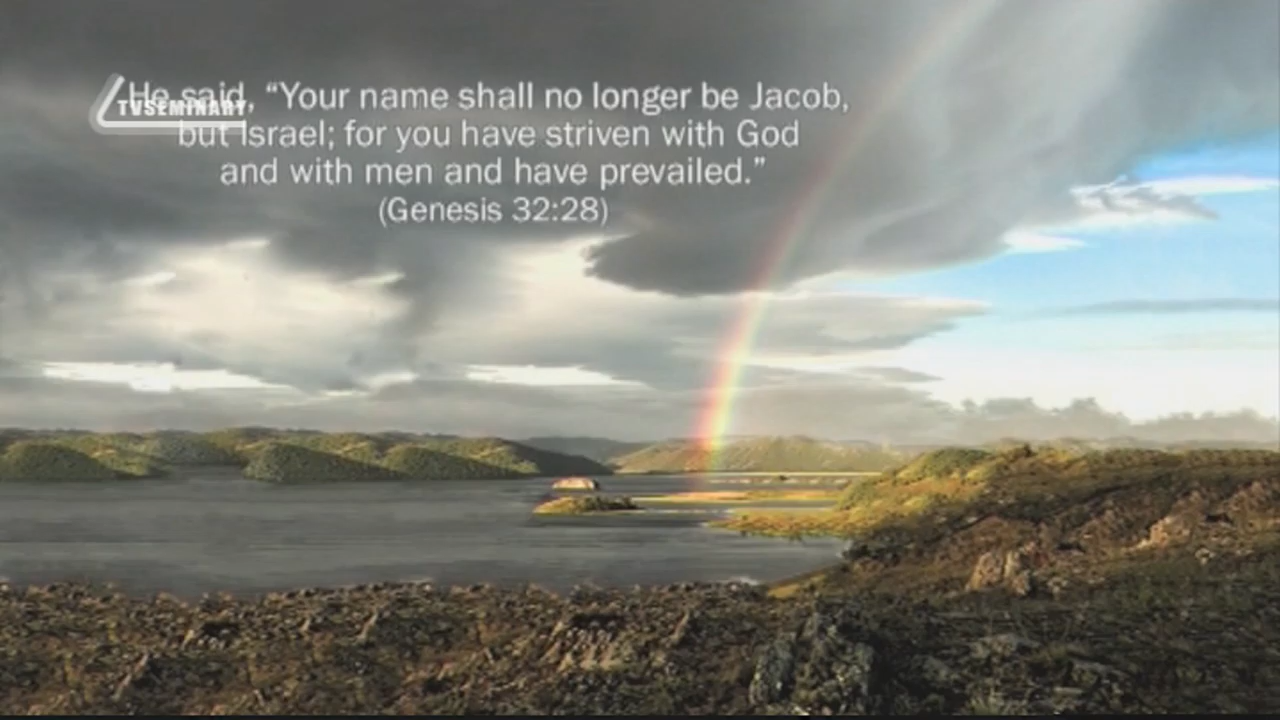 He said, “Your name shall no longer be Jacob,
TVSEMINARY
but Israel; for you have striven with God
and with men and have prevailed.”
(Genesis 32:28)